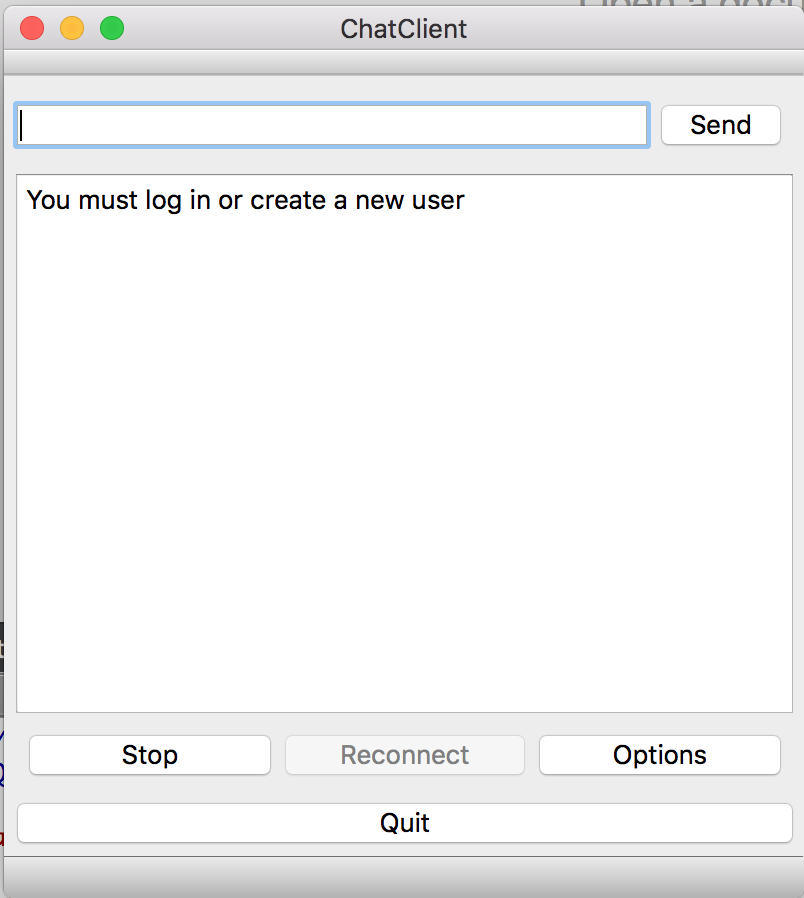 ChatClient
Send
You must log in or create a new user
Stop
Reconnect
Options
Quit